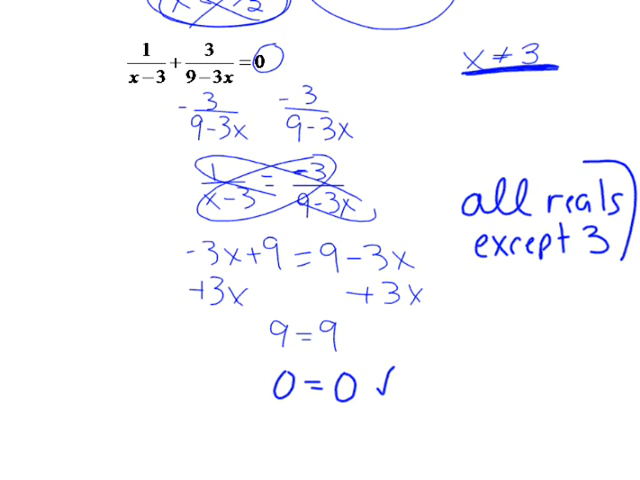 1/(x-3) + 3/(9-3x) = 0
x ≠ 3
- 3/(9-3x) - 3/(9-3x)
1/(x-3) = -3/(9-3x)
all reals
except 3
-3x+9 = 9-3x
+3x +3x
9 = 9
0 = 0 ✓